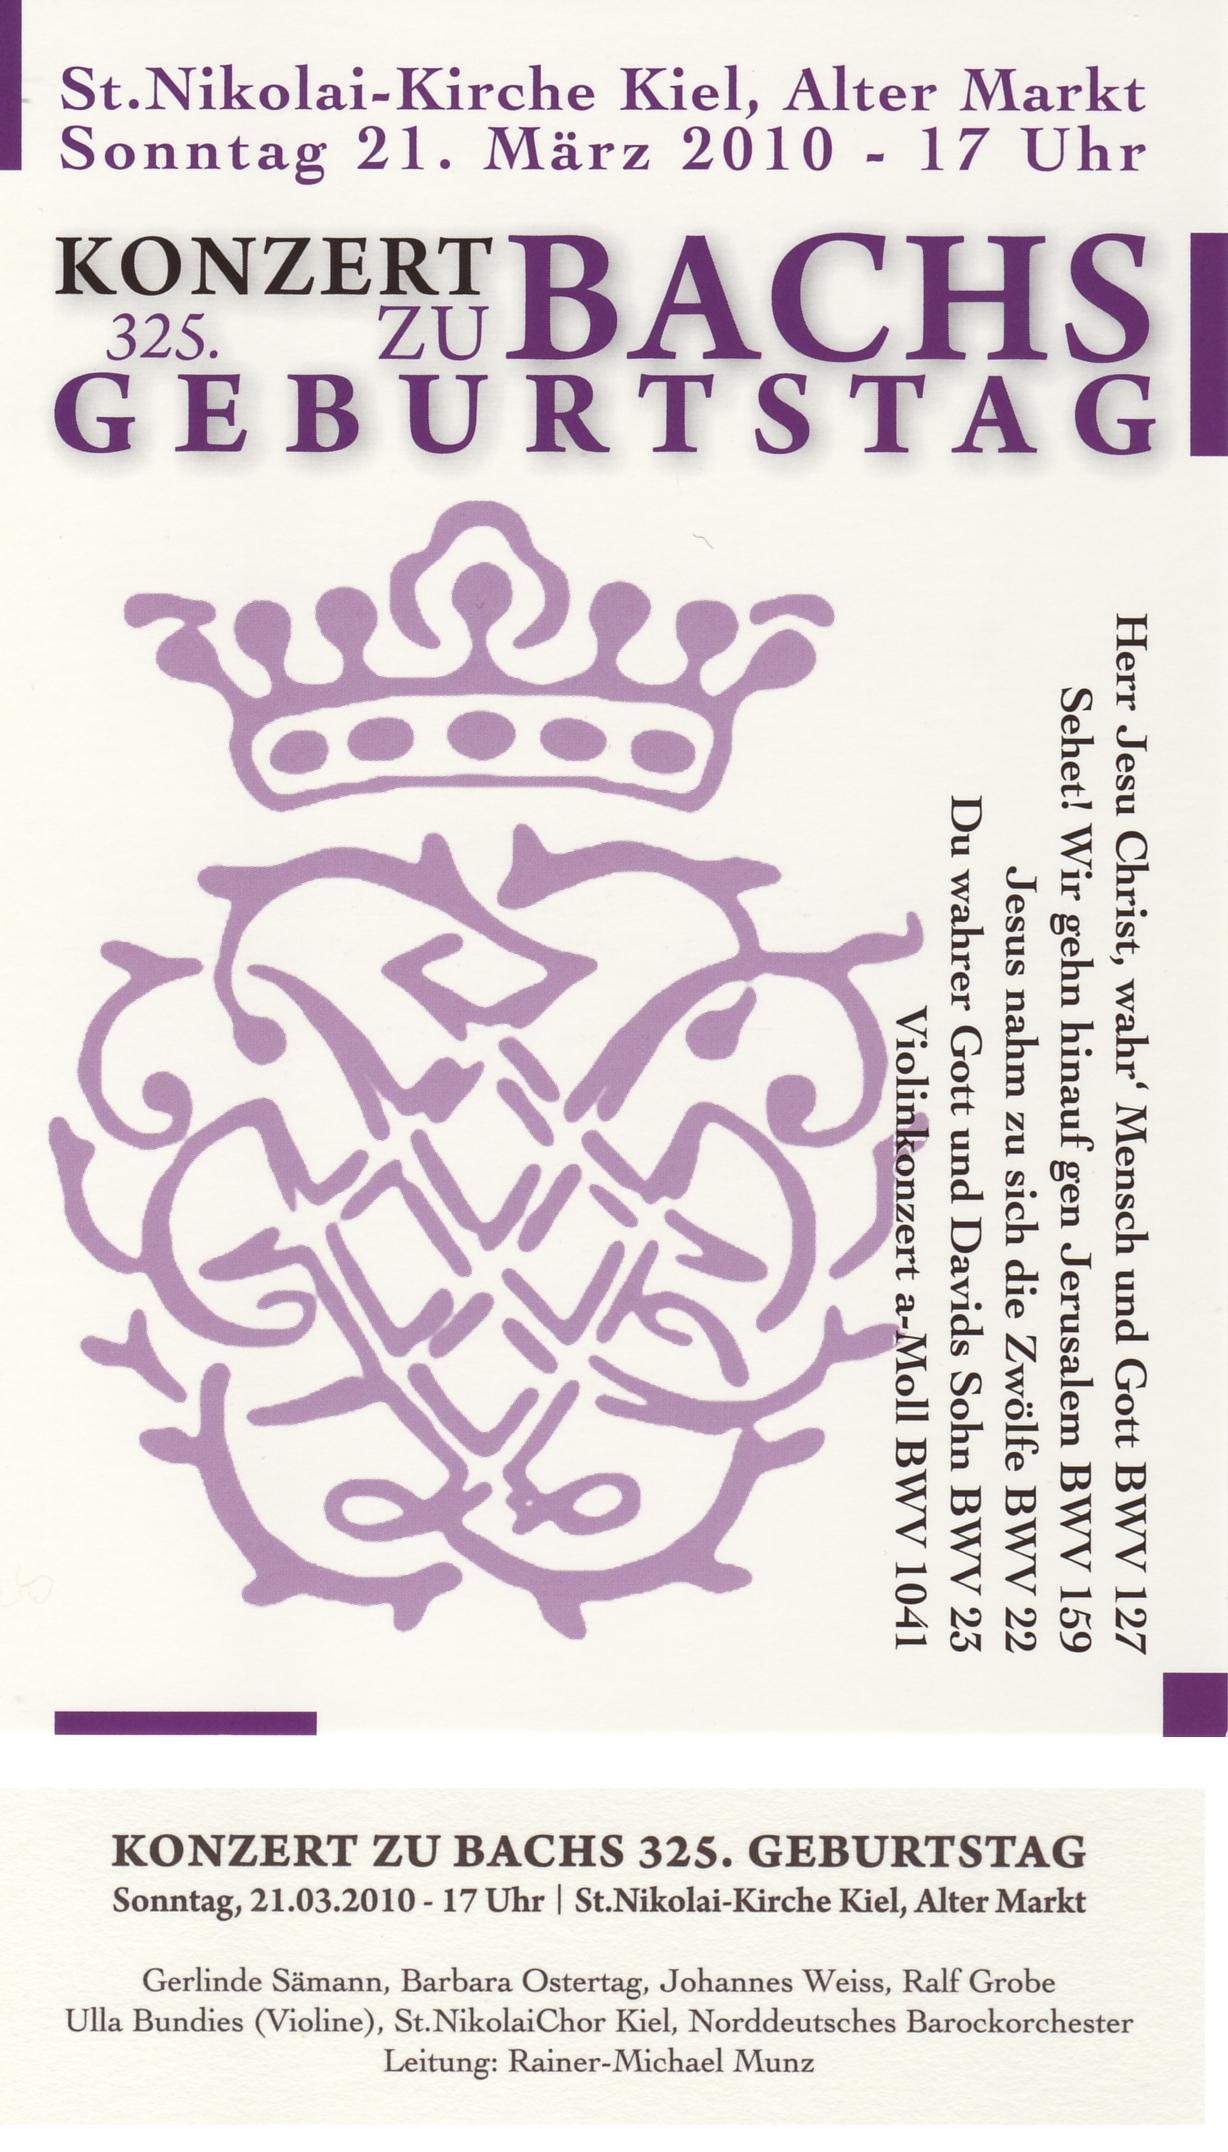 St.Nikolai-Kirche Kiel, Alter Markt
Sonntag 21. März 2010 - 17 Uhr
KONZERT
325. ZU BACHS
GEBURTSTAG
Herr Jesu Christ, wahr‘ Mensch und Gott BWV 127
Sehet! Wir gehn hinauf gen Jerusalem BWV 159
Jesus nahm zu sich die Zwölfe BWV 22
Du wahrer Gott und Davids Sohn BWV 23
Violinkonzert a-Moll BWV 1041
KONZERT ZU BACHS 325. GEBURTSTAG
Sonntag, 21.03.2010 - 17 Uhr | St.Nikolai-Kirche Kiel, Alter Markt
Gerlinde Sämann, Barbara Ostertag, Johannes Weiss, Ralf Grobe
Ulla Bundies (Violine), St.NikolaiChor Kiel, Norddeutsches Barockorchester
Leitung: Rainer-Michael Munz